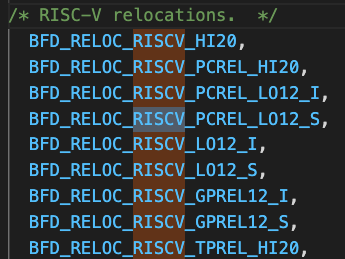 /* RISC-V relocations.  */
BFD_RELOC_RISCV_HI20,
BFD_RELOC_RISCV_PCREL_HI20,
BFD_RELOC_RISCV_PCREL_LO12_I,
BFD_RELOC_RISCV_PCREL_LO12_S,
BFD_RELOC_RISCV_LO12_I,
BFD_RELOC_RISCV_LO12_S,
BFD_RELOC_RISCV_GPREL12_I,
BFD_RELOC_RISCV_GPREL12_S,
BFD_RELOC_RISCV_TPREL_HI20,